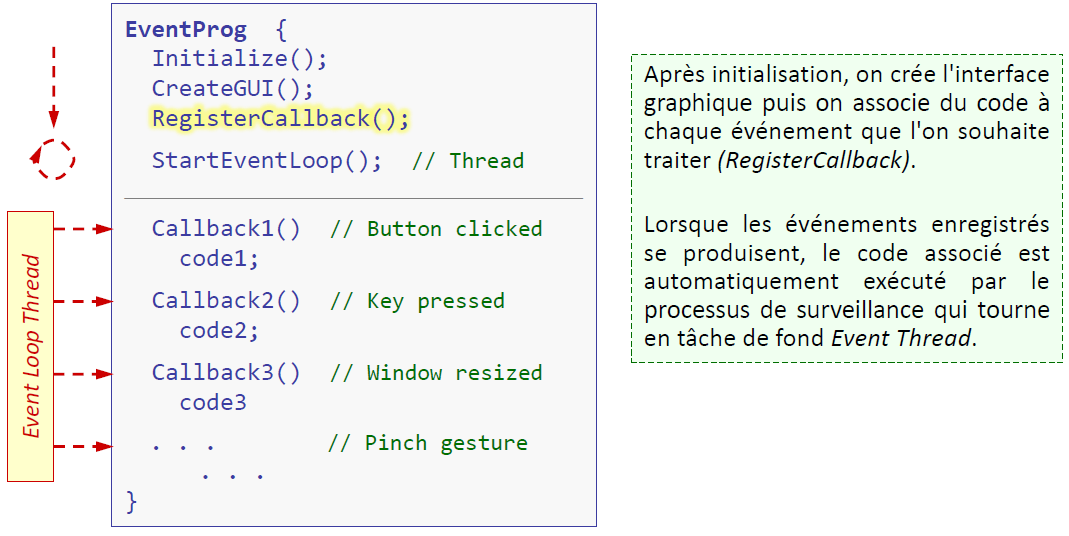 EventProg {
Initialize();
CreateGUI();
RegisterCallback();
StartEventLoop(); // Thread
Callback1() // Button clicked
code1;
Callback2() // Key pressed
code2;
Callback3() // Window resized
code3
. . . // Pinch gesture
. . .
}
Event Loop Thread
Après initialisation, on crée l'interface
graphique puis on associe du code à
chaque événement que l'on souhaite
traiter (RegisterCallback).
Lorsque les événements enregistrés
se produisent, le code associé est
automatiquement exécuté par le
processus de surveillance qui tourne
en tâche de fond Event Thread.